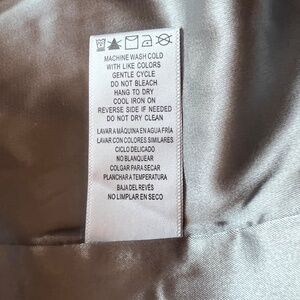 MACHINE WASH COLD
WITH LIKE COLORS
GENTLE CYCLE
DO NOT BLEACH
HANG TO DRY
COOL IRON ON
REVERSE SIDE IF NEEDED
DO NOT DRY CLEAN
LAVAR A MÁQUINA EN AGUA FRÍA
LAVAR CON COLORES SIMILARES
CICLO DELICADO
NO BLANQUEAR
COLGAR PARA SECAR
PLANCHAR A TEMPERATURA
BAJA DEL REVÉS
NO LIMPLAR EN SECO